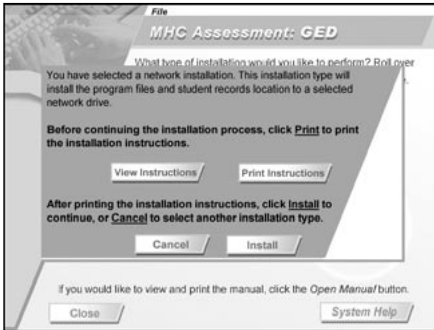 File
MHC Assessment: GED
What type of installation would you like to perform? Roll over
You have selected a network installation. This installation type will
install the program files and student records location to a selected
network drive.
Before continuing the installation process, click Print to print
the installation instructions.
View Instructions Print Instructions
After printing the installation instructions, click Install to
continue, or Cancel to select another installation type.
Cancel Install
If you would like to view and print the manual, click the Open Manual button.
Close System Help